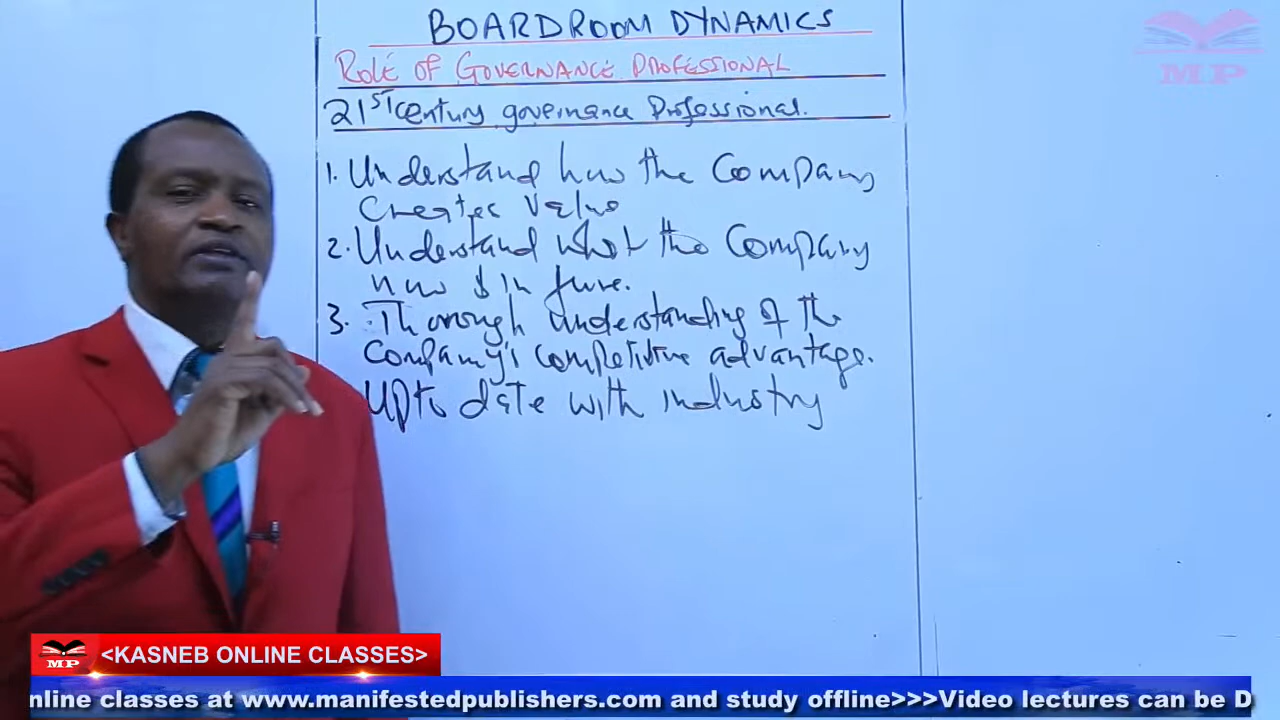 BOARDROOM DYNAMICS
ROLE OF GOVERNANCE PROFESSIONAL
21ST century governance Professional.
1. Understand how the Company
Creates Value
2. Understand what the Company
now & in fure.
3. Thorough understanding of the
Company's competitive advantage.
Upto date with industry
MP
MP <KASNEB ONLINE CLASSES>
nline classes at www.manifestedpublishers.com and study offline>>>Video lectures can be D